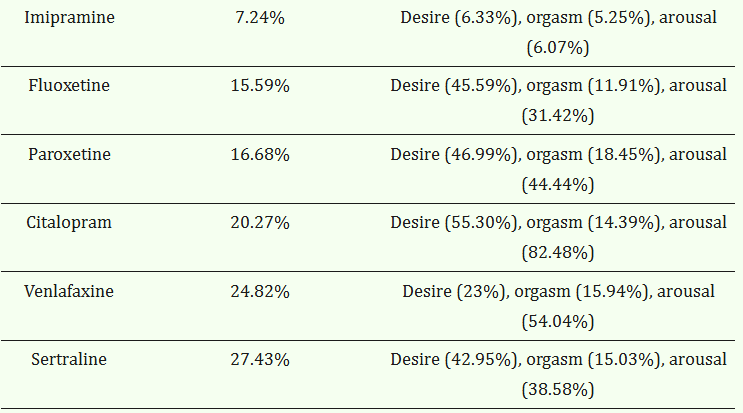 Imipramine 7.24% Desire (6.33%), orgasm (5.25%), arousal
(6.07%)
Fluoxetine 15.59% Desire (45.59%), orgasm (11.91%), arousal
(31.42%)
Paroxetine 16.68% Desire (46.99%), orgasm (18.45%), arousal
(44.44%)
Citalopram 20.27% Desire (55.30%), orgasm (14.39%), arousal
(82.48%)
Venlafaxine 24.82% Desire (23%), orgasm (15.94%), arousal
(54.04%)
Sertraline 27.43% Desire (42.95%), orgasm (15.03%), arousal
(38.58%)